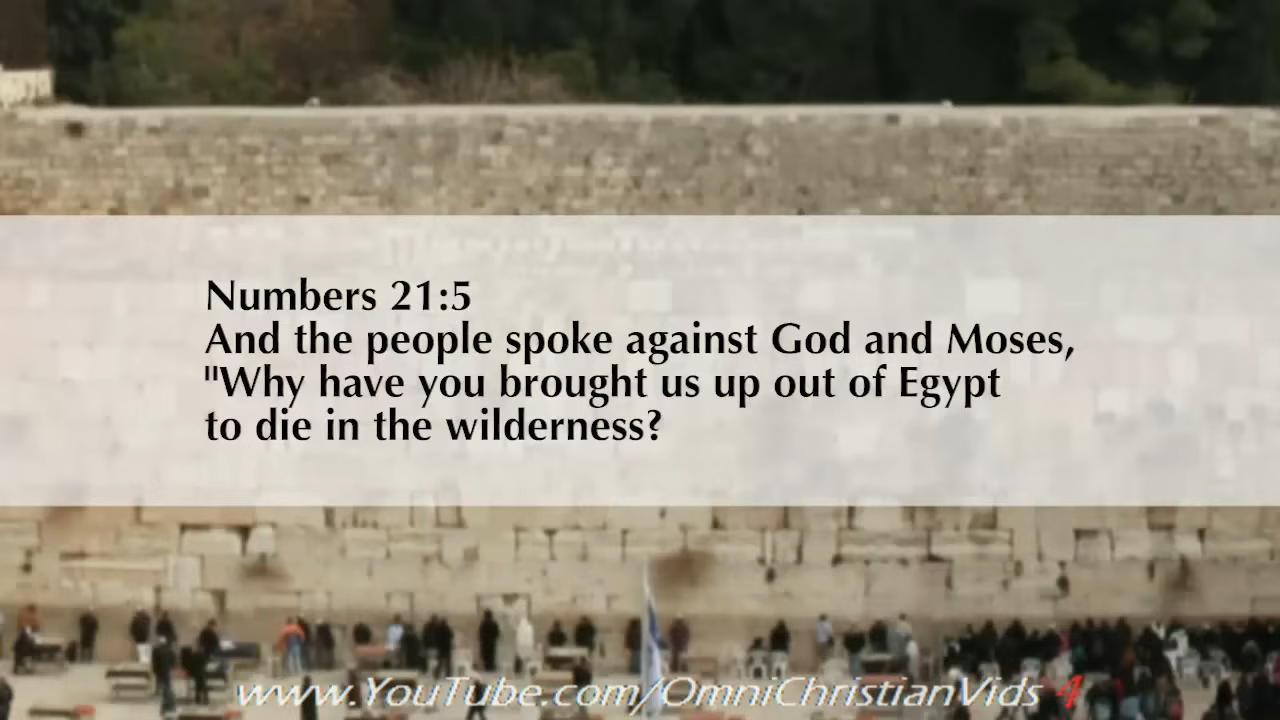 Numbers 21:5
And the people spoke against God and Moses,
"Why have you brought us up out of Egypt
to die in the wilderness?
www.YouTube.com/OmniChristianVids 4